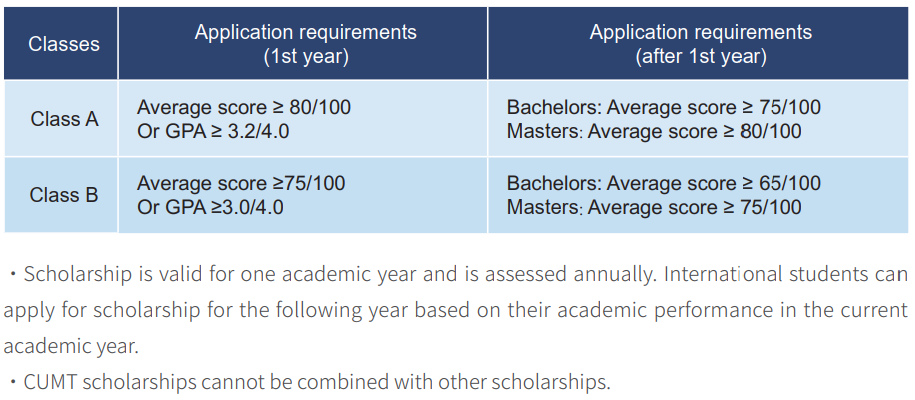 Classes
Application requirements
(1st year)
Application requirements
(after 1st year)
Class A
Average score ≥ 80/100
Or GPA ≥ 3.2/4.0
Bachelors: Average score ≥ 75/100
Masters: Average score ≥ 80/100
Class B
Average score ≥75/100
Or GPA ≥3.0/4.0
Bachelors: Average score ≥ 65/100
Masters: Average score ≥ 75/100
・Scholarship is valid for one academic year and is assessed annually. International students can
apply for scholarship for the following year based on their academic performance in the current
academic year.
・CUMT scholarships cannot be combined with other scholarships.